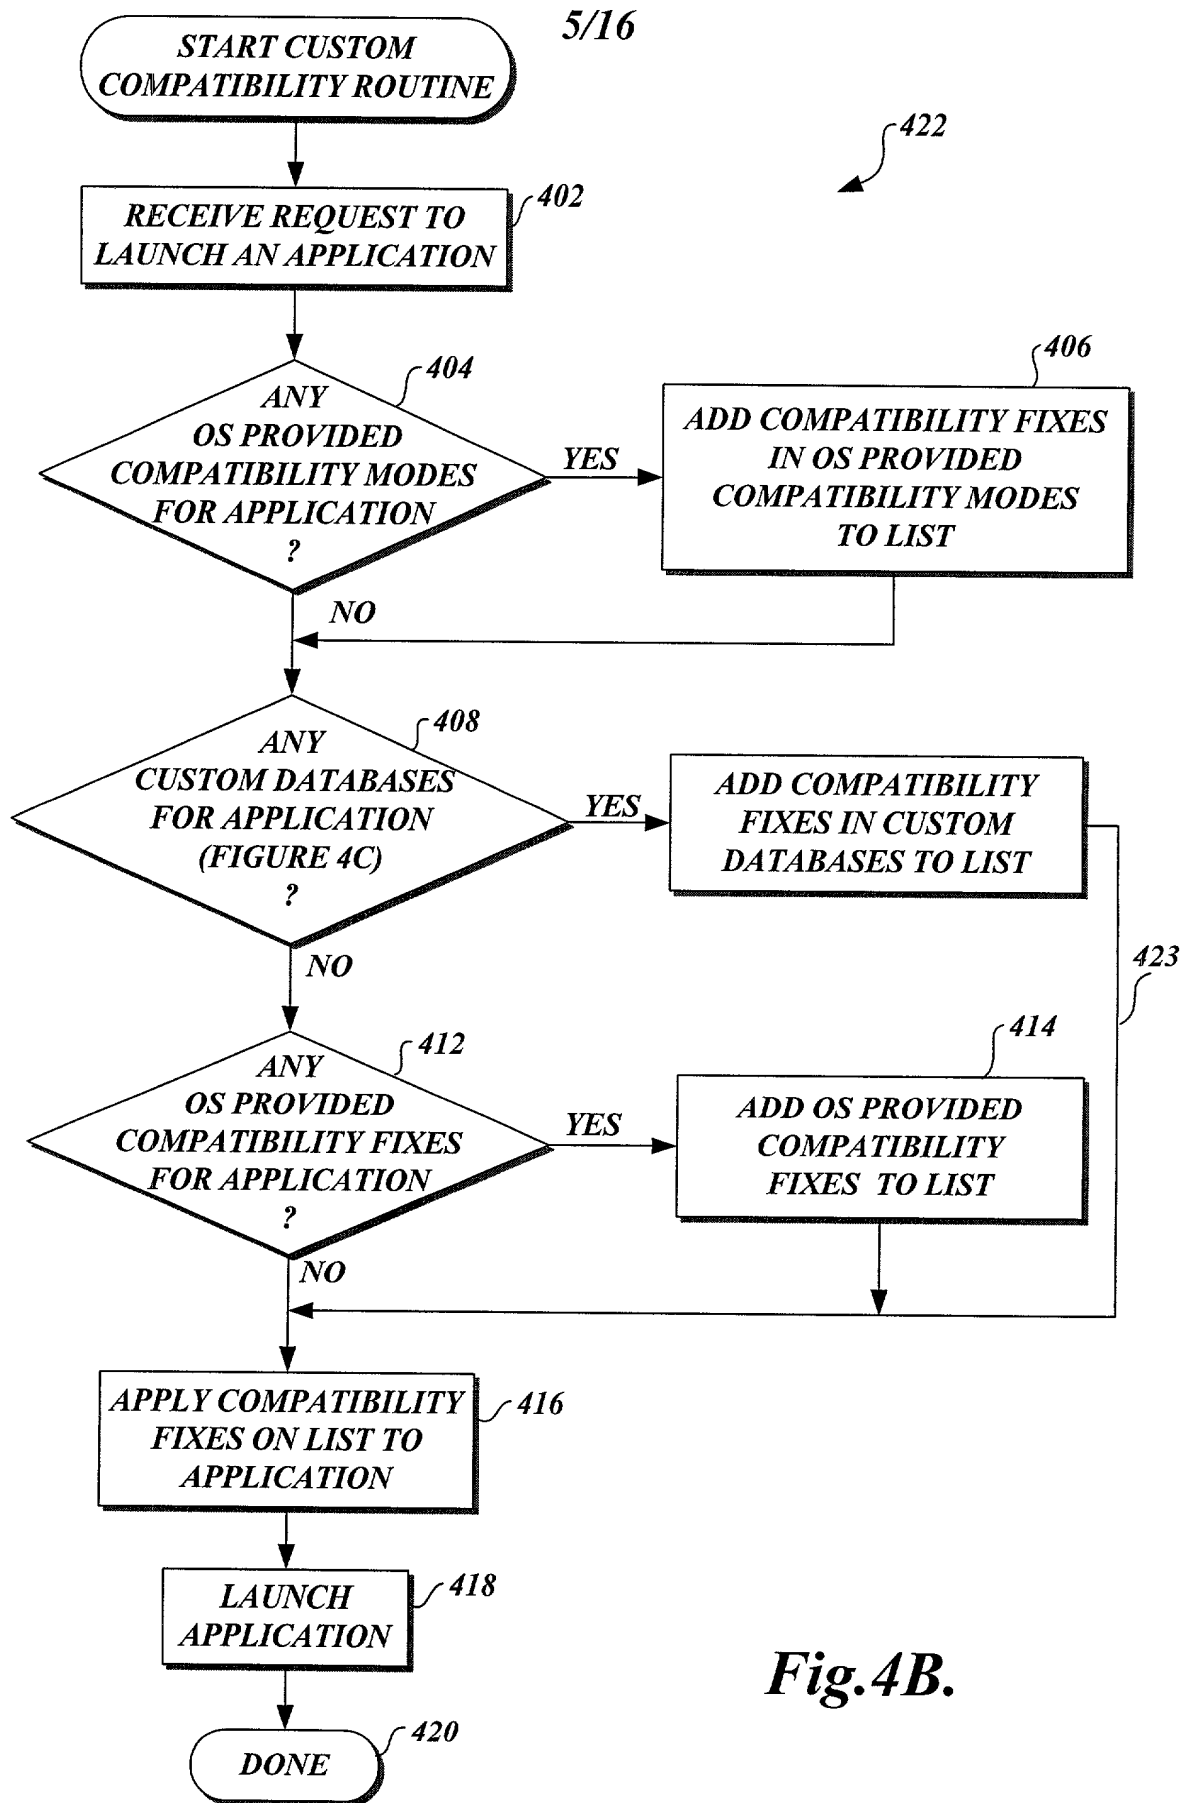 5/16
START CUSTOM
COMPATIBILITY ROUTINE
422
402
RECEIVE REQUEST TO
LAUNCH AN APPLICATION
404
ANY
OS PROVIDED
COMPATIBILITY MODES
FOR APPLICATION
?
YES
406
ADD COMPATIBILITY FIXES
IN OS PROVIDED
COMPATIBILITY MODES
TO LIST
NO
408
ANY
CUSTOM DATABASES
FOR APPLICATION
(FIGURE 4C)
?
YES
ADD COMPATIBILITY
FIXES IN CUSTOM
DATABASES TO LIST
423
NO
412
ANY
OS PROVIDED
COMPATIBILITY FIXES
FOR APPLICATION
?
YES
414
ADD OS PROVIDED
COMPATIBILITY
FIXES TO LIST
NO
APPLY COMPATIBILITY
FIXES ON LIST TO
APPLICATION
416
LAUNCH
APPLICATION
418
DONE
420
Fig.4B.